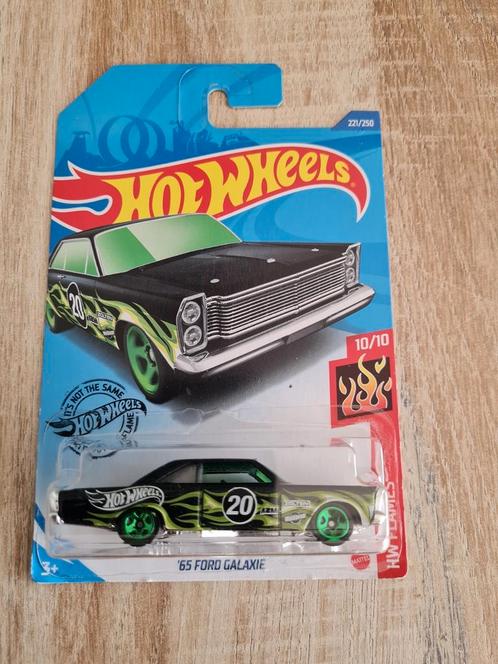 221/250
HOT WHEELS
®
20
10/10
IT'S NOT THE SAME
HOT WHEELS
FLAME
HW FLAMES
HOT WHEELS
20
'65 FORD GALAXIE
3+
MATTEL